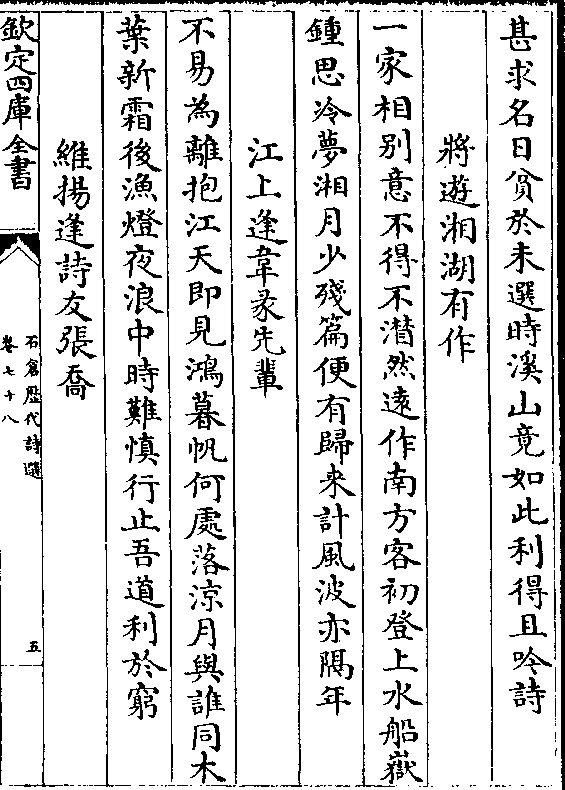 甚求名日貧於未選時溪山竟如此利得且吟詩
將遊湘湖有作
一家相别意不得不潸然遠作南方客初登上水船嶽
鍾思冷夢湘月少殘篇便有歸来計風波亦隔年
江上逢韋彖先輩
不易為離抱江天即見鴻暮帆何處落涼月與誰同木
葉新霜後漁燈夜浪中時難慎行止吾道利於窮
維揚逢詩友張喬
欽定四庫全書
石倉歷代詩選
卷七十八
五